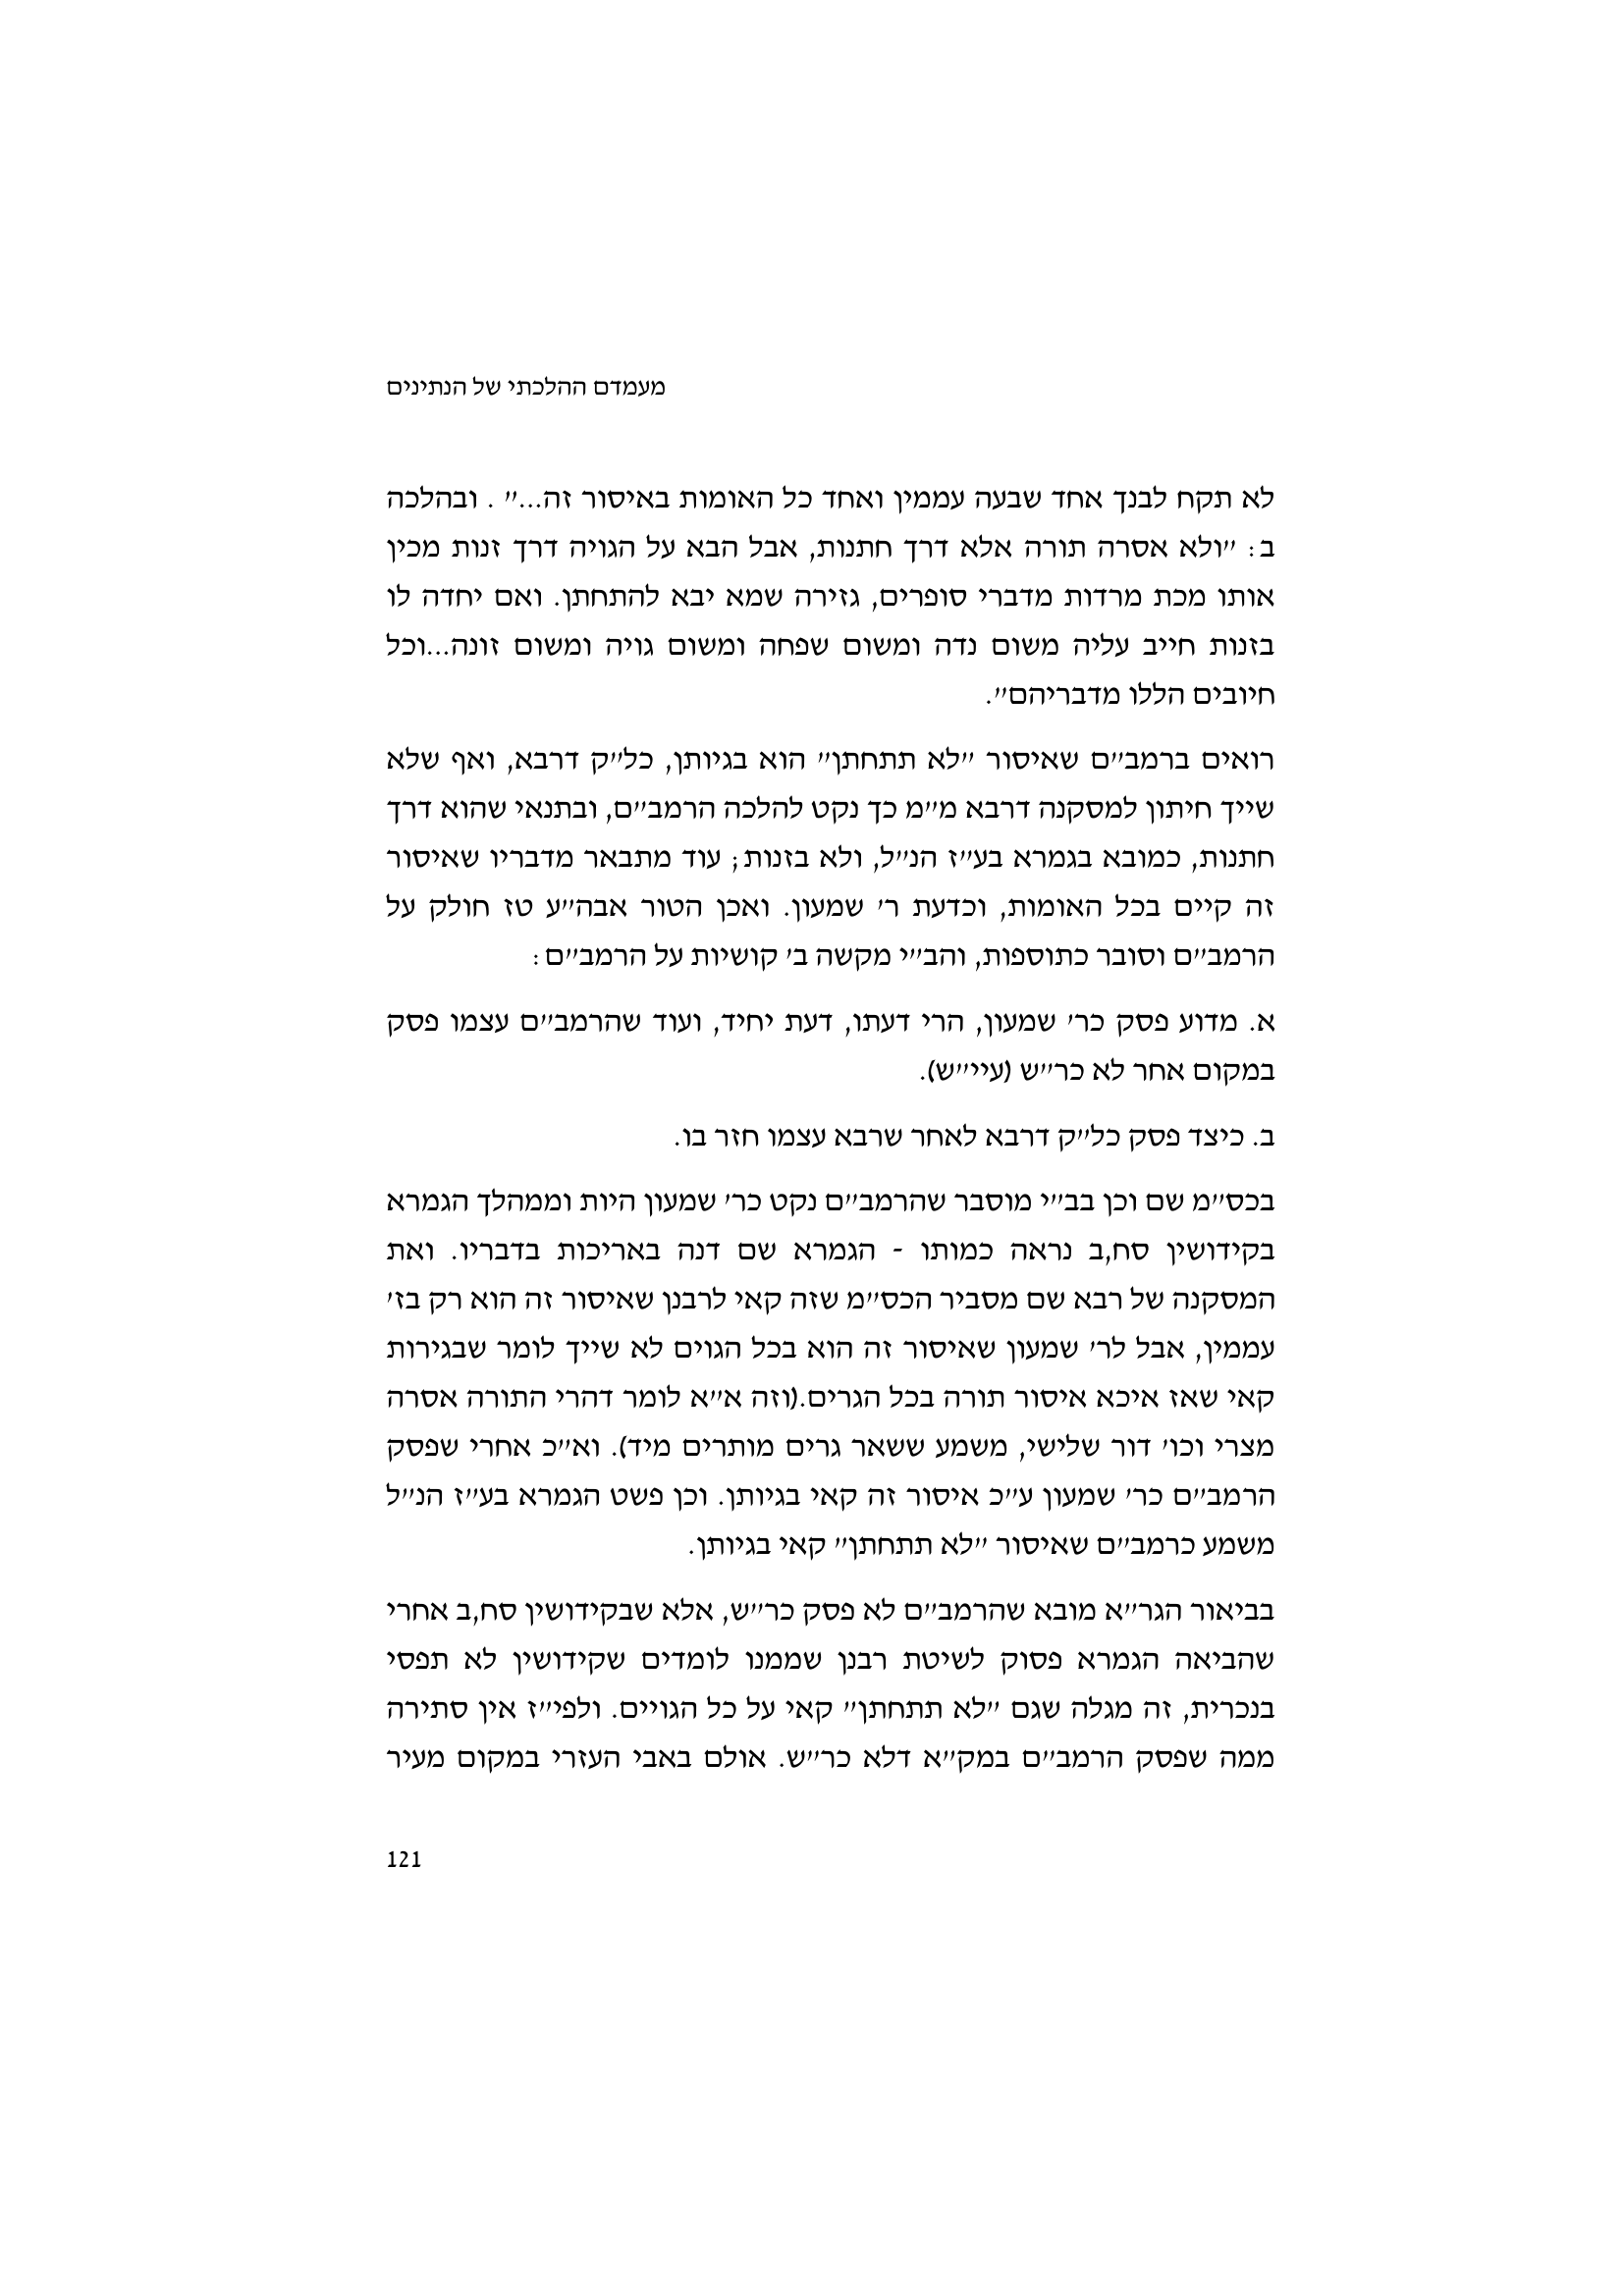 מעמדם ההלכתי של הנתינים
לא תקח לבנך אחד שבעה עממין ואחד כל האומות באיסור זה...״ . ובהלכה
ב: ״ולא אסרה תורה אלא דרך חתנות, אבל הבא על הגויה דרך זנות מכין
אותו מכת מרדות מדברי סופרים, גזירה שמא יבא להתחתן. ואם יחדה לו
בזנות חייב עליה משום נדה ומשום שפחה ומשום גויה ומשום זונה...וכל
חיובים הללו מדבריהם״.
רואים ברמב״ם שאיסור ״לא תתחתן״ הוא בגיותן, כל״ק דרבא, ואף שלא
שייך חיתון למסקנה דרבא מ״מ כך נקט להלכה הרמב״ם, ובתנאי שהוא דרך
חתנות, כמובא בגמרא בע״ז הנ״ל, ולא בזנות; עוד מתבאר מדבריו שאיסור
זה קיים בכל האומות, וכדעת ר׳ שמעון. ואכן הטור אבה״ע טז חולק על
הרמב״ם וסובר כתוספות, והב״י מקשה ב׳ קושיות על הרמב״ם:
א. מדוע פסק כר׳ שמעון, הרי דעתו, דעת יחיד, ועוד שהרמב״ם עצמו פסק
במקום אחר לא כר״ש (עיי״ש).
ב. כיצד פסק כל״ק דרבא לאחר שרבא עצמו חזר בו.
בכס״מ שם וכן בב״י מוסבר שהרמב״ם נקט כר׳ שמעון היות וממהלך הגמרא
בקידושין סח,ב נראה כמותו - הגמרא שם דנה באריכות בדבריו. ואת
המסקנה של רבא שם מסביר הכס״מ שזה קאי לרבנן שאיסור זה הוא רק בז׳
עממין, אבל לר׳ שמעון שאיסור זה הוא בכל הגוים לא שייך לומר שבגירות
קאי שאז איכא איסור תורה בכל הגרים.(וזה א״א לומר דהרי התורה אסרה
מצרי וכו׳ דור שלישי, משמע ששאר גרים מותרים מיד). וא״כ אחרי שפסק
הרמב״ם כר׳ שמעון ע״כ איסור זה קאי בגיותן. וכן פשט הגמרא בע״ז הנ״ל
משמע כרמב״ם שאיסור ״לא תתחתן״ קאי בגיותן.
בביאור הגר״א מובא שהרמב״ם לא פסק כר״ש, אלא שבקידושין סח,ב אחרי
שהביאה הגמרא פסוק לשיטת רבנן שממנו לומדים שקידושין לא תפסי
בנכרית, זה מגלה שגם ״לא תתחתן״ קאי על כל הגויים. ולפי״ז אין סתירה
ממה שפסק הרמב״ם במק״א דלא כר״ש. אולם באבי העזרי במקום מעיר
121